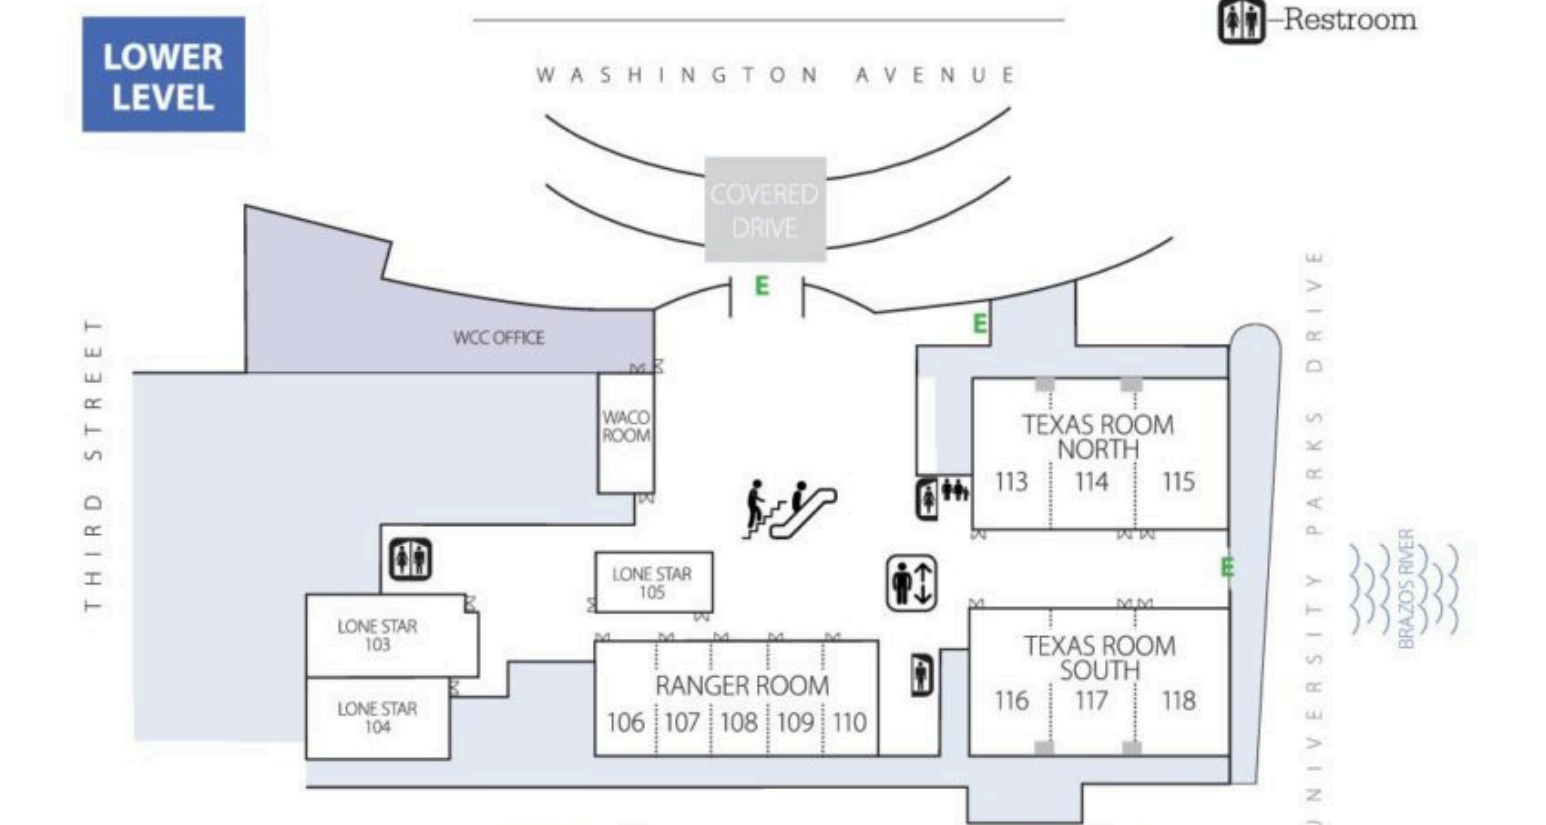 LOWER
LEVEL
–Restroom
WASHINGTON AVENUE
COVERED
DRIVE
E
E
WCC OFFICE
THIRD STREET
WACO
ROOM
TEXAS ROOM
NORTH
113 114 115
UNIVERSITY PARKS DRIVE
BRAZOS RIVER
E
LONE STAR
105
LONE STAR
103
LONE STAR
104
RANGER ROOM
106 107 108 109 110
TEXAS ROOM
SOUTH
116 117 118